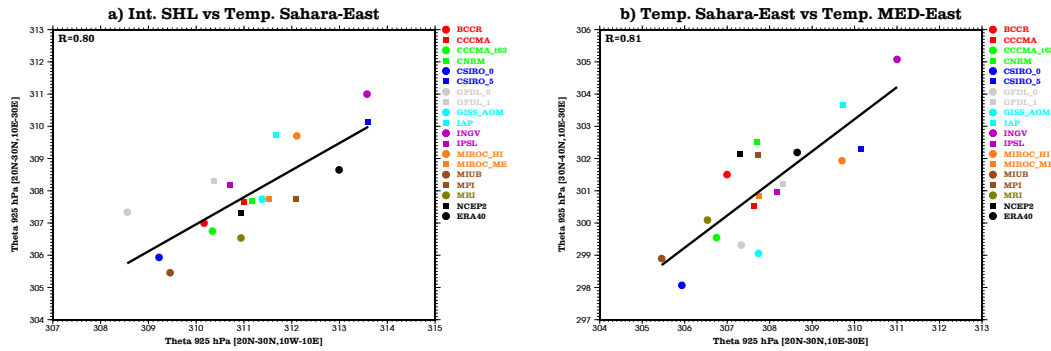 a) Int. SHL vs Temp. Sahara-East
R=0.80
Theta 925 hPa [20N-30N,10E-30E]
313
312
311
310
309
308
307
306
305
304
307 308 309 310 311 312 313 314 315
Theta 925 hPa [20N-30N,10W-10E]
BCCR
CCCMA
CCCMA_t63
CNRM
CSIRO_0
CSIRO_5
GFDL_0
GFDL_1
GISS_AOM
IAP
INGV
IPSL
MIROC_HI
MIROC_ME
MIUB
MPI
MRI
NCEP2
ERA40
b) Temp. Sahara-East vs Temp. MED-East
R=0.81
Theta 925 hPa [30N-40N,10E-30E]
306
305
304
303
302
301
300
299
298
297
304 305 306 307 308 309 310 311 312 313
Theta 925 hPa [20N-30N,10E-30E]
BCCR
CCCMA
CCCMA_t63
CNRM
CSIRO_0
CSIRO_5
GFDL_0
GFDL_1
GISS_AOM
IAP
INGV
IPSL
MIROC_HI
MIROC_ME
MIUB
MPI
MRI
NCEP2
ERA40